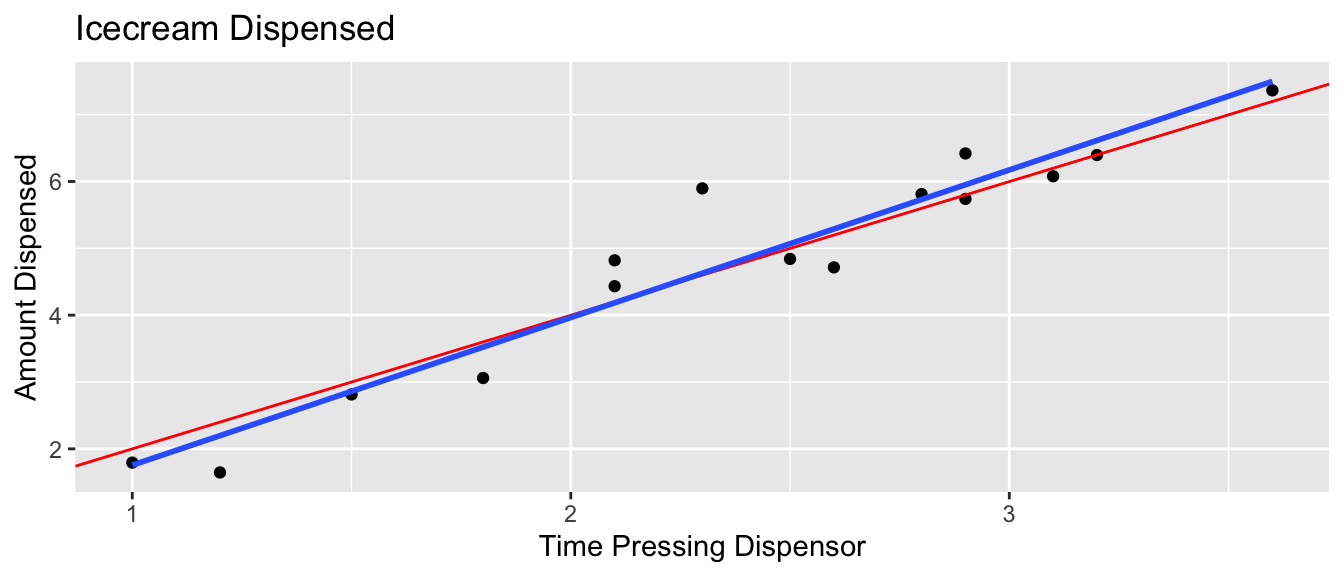 Icecream Dispensed
Amount Dispensed
6
4
2
1 2 3
Time Pressing Dispensor